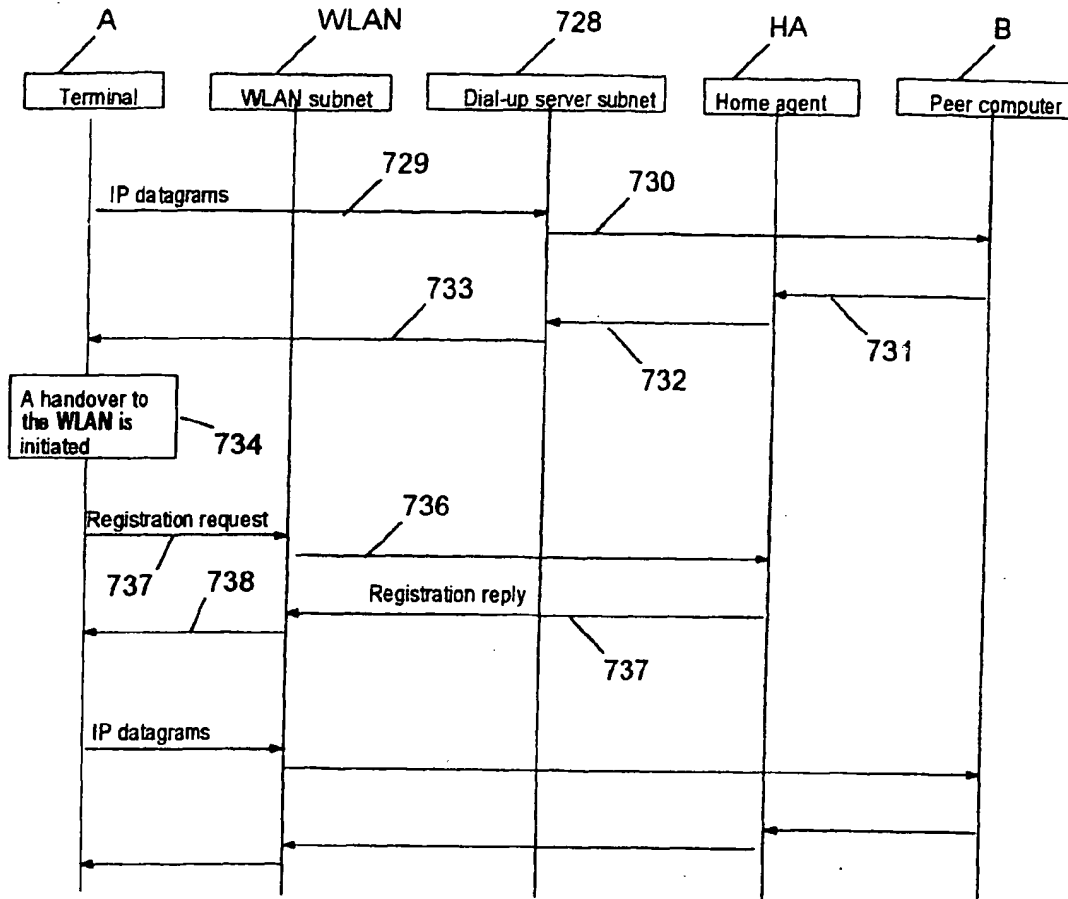 A WLAN 728 HA B
Terminal WLAN subnet Dial-up server subnet Home agent Peer computer
729
IP datagrams
730
733
731
732
A handover to
the WLAN is
initiated
734
736
Registration request
737 738
Registration reply
737
IP datagrams